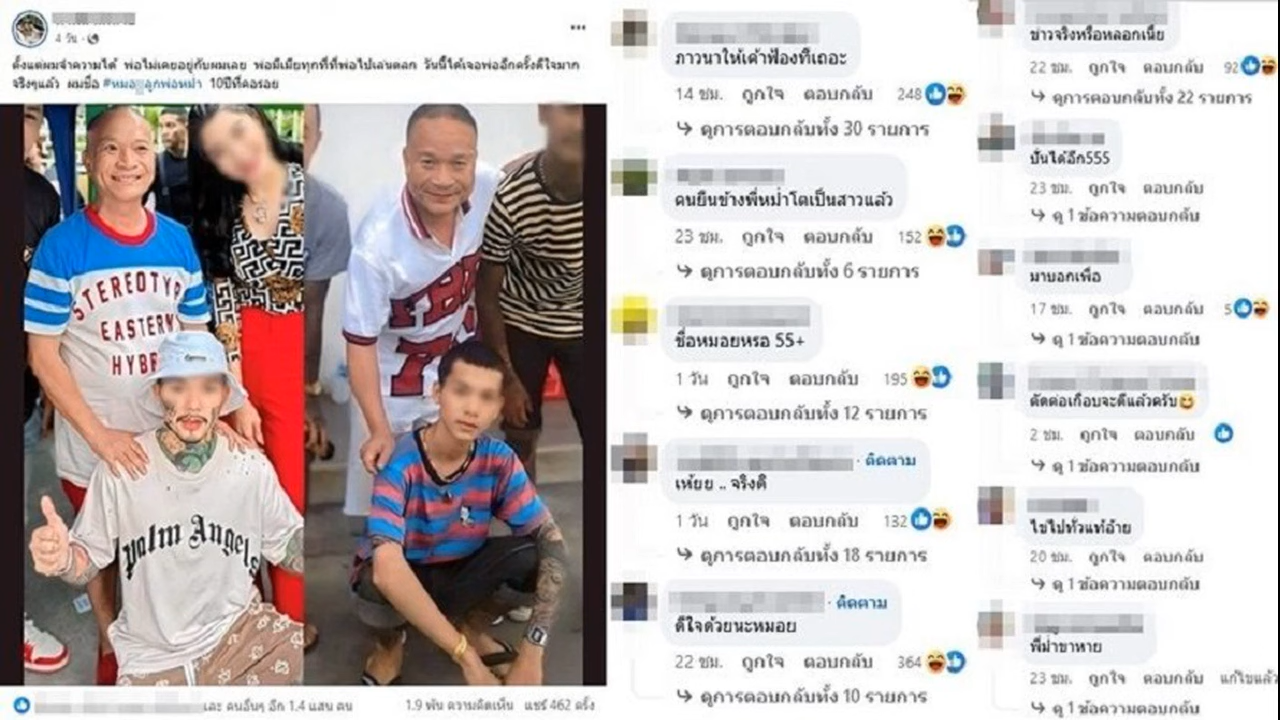 4 วัน ·
ตั้งแต่ผมจำความได้ พ่อไม่เคยอยู่กับผมเลย พ่อมีเมียทุกที่ที่พ่อไปเล่นตลก วันนี้ได้เจอพ่ออีกครั้งดีใจมาก
จริงๆแล้ว ผมชื่อ #หมอ ลูกพ่อหม่ำ 10ปีที่คอรอย
STEREOTYP
EASTERN
HYBR
palm Angels
และ คนอื่นๆ อีก 1.4 แสน คน
1.9 พัน ความคิดเห็น แชร์ 462 ครั้ง
ภาวนาให้เค้าฟ้องทีเถอะ
14 ชม. ถูกใจ ตอบกลับ 248
ดูการตอบกลับทั้ง 30 รายการ
คนยืนข้างพี่หม่ำโตเป็นสาวแล้ว
23 ชม. ถูกใจ ตอบกลับ 152
ดูการตอบกลับทั้ง 6 รายการ
ชื่อหมอยหรอ 55+
1 วัน ถูกใจ ตอบกลับ 195
ดูการตอบกลับทั้ง 12 รายการ
· ติดตาม
เห้ยย .. จริงดิ
1 วัน ถูกใจ ตอบกลับ 132
ดูการตอบกลับทั้ง 18 รายการ
· ติดตาม
ดีใจด้วยนะหมอย
22 ชม. ถูกใจ ตอบกลับ 364
ดูการตอบกลับทั้ง 10 รายการ
ข่าวจริงหรือหลอกเนี้ย
22 ชม. ถูกใจ ตอบกลับ 92
ดูการตอบกลับทั้ง 22 รายการ
ปั่นได้อีก555
23 ชม. ถูกใจ ตอบกลับ
ดู 1 ข้อความตอบกลับ
มาบอกเพื่อ
17 ชม. ถูกใจ ตอบกลับ 5
ดู 1 ข้อความตอบกลับ
ตัดต่อเกือบจะดีแล้วครับ
2 ชม. ถูกใจ ตอบกลับ
ดู 1 ข้อความตอบกลับ
ไข่ไปทั่วแท้อ้าย
20 ชม. ถูกใจ ตอบกลับ
ดู 1 ข้อความตอบกลับ
พี่ม่ำขาหาย
23 ชม. ถูกใจ ตอบกลับ แก้ไขแล้ว
ดู 1 ข้อความตอบกลับ